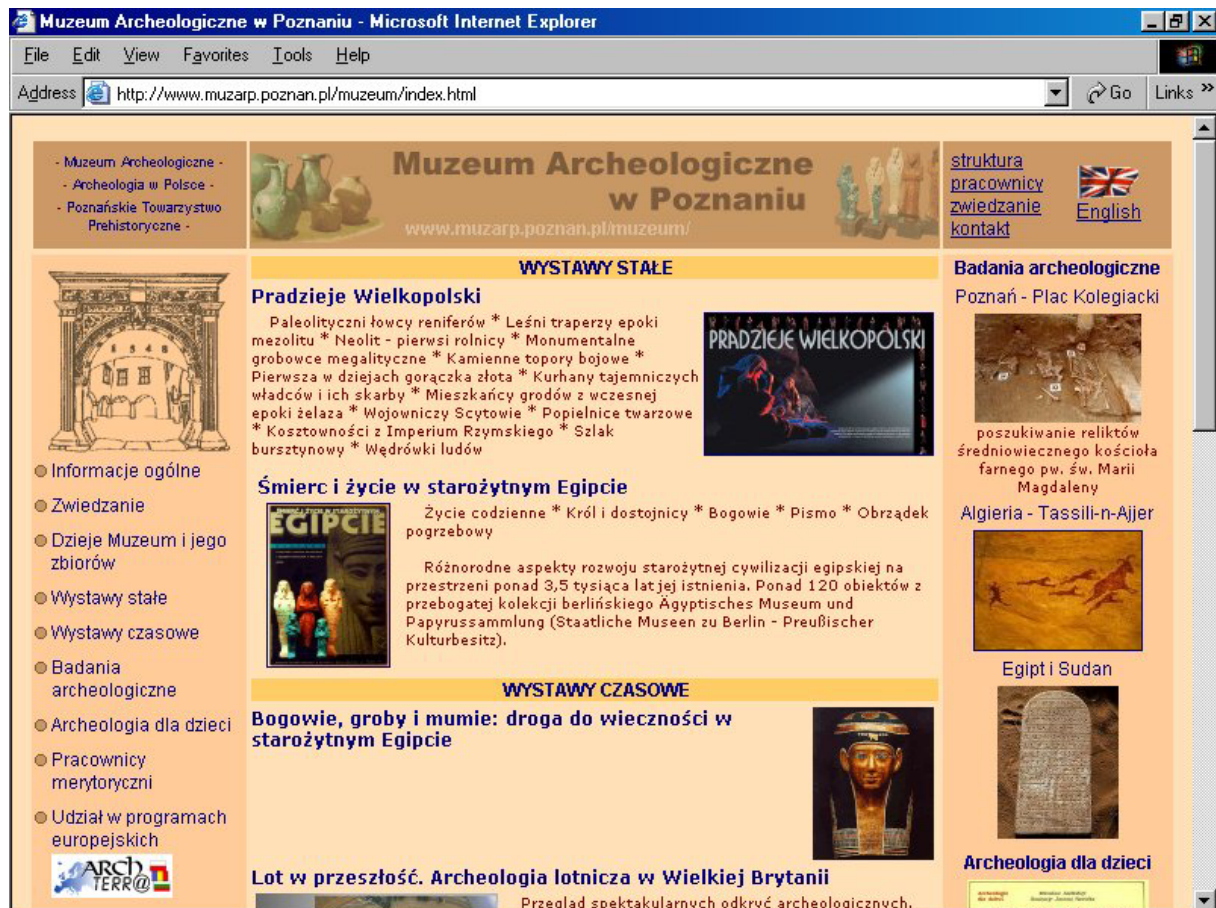 Muzeum Archeologiczne w Poznaniu - Microsoft Internet Explorer
File Edit View Favorites Tools Help
Address http://www.muzarp.poznan.pl/muzeum/index.html Go Links »
- Muzeum Archeologiczne -
- Archeologia w Polsce -
- Poznańskie Towarzystwo
Prehistoryczne -
Muzeum Archeologiczne
w Poznaniu
www.muzarp.poznan.pl/muzeum/
struktura
pracownicy
zwiedzanie
kontakt
English
1548
Informacje ogólne
Zwiedzanie
Dzieje Muzeum i jego
zbiorów
Wystawy stałe
Wystawy czasowe
Badania
archeologiczne
Archeologia dla dzieci
Pracownicy
merytoryczni
Udział w programach
europejskich
ARCH
TERR@
WYSTAWY STAŁE
Pradzieje Wielkopolski
Paleolityczni łowcy reniferów * Leśni traperzy epoki
mezolitu * Neolit - pierwsi rolnicy * Monumentalne
grobowce megalityczne * Kamienne topory bojowe *
Pierwsza w dziejach gorączka złota * Kurhany tajemniczych
władców i ich skarby * Mieszkańcy grodów z wczesnej
epoki żelaza * Wojowniczy Scytowie * Popielnice twarzowe
* Kosztowności z Imperium Rzymskiego * Szlak
bursztynowy * Wędrówki ludów
PRADZIEJE WIELKOPOLSKI
Śmierc i życie w starożytnym Egipcie
ŚMIERĆ I ŻYCIE W STAROŻYTNYM
EGIPCIE
Życie codzienne * Król i dostojnicy * Bogowie * Pismo * Obrządek
pogrzebowy
Różnorodne aspekty rozwoju starożytnej cywilizacji egipskiej na
przestrzeni ponad 3,5 tysiąca lat jej istnienia. Ponad 120 obiektów z
przebogatej kolekcji berlińskiego Ägyptisches Museum und
Papyrussammlung (Staatliche Museen zu Berlin - Preußischer
Kulturbesitz).
WYSTAWY CZASOWE
Bogowie, groby i mumie: droga do wieczności w
starożytnym Egipcie
Lot w przeszłość. Archeologia lotnicza w Wielkiej Brytanii
Przegląd spektakularnych odkryć archeologicznych,
Badania archeologiczne
Poznań - Plac Kolegiacki
poszukiwanie reliktów
średniowiecznego kościoła
farnego pw. św. Marii
Magdaleny
Algieria - Tassili-n-Ajjer
Egipt i Sudan
Archeologia dla dzieci